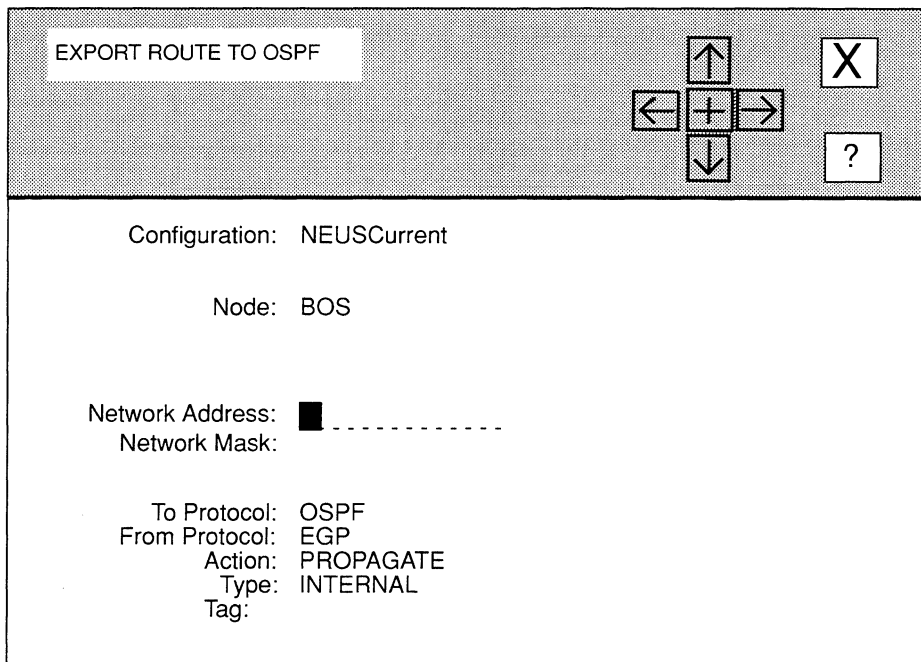 EXPORT ROUTE TO OSPF
X
?
Configuration: NEUSCurrent
Node: BOS
Network Address:
Network Mask:
To Protocol: OSPF
From Protocol: EGP
Action: PROPAGATE
Type: INTERNAL
Tag: